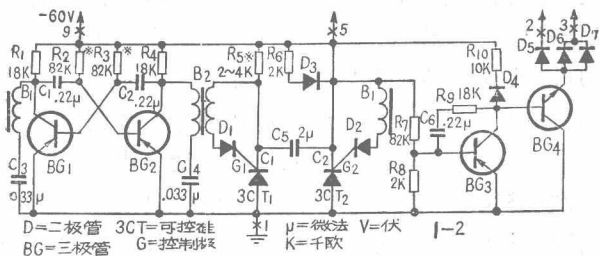 -60V
9
5
2
3
D5
D6
D7
R1
18K
R2
82K
※
R3
82K
※
R4
18K
R5※
2~4K
R6
2K
D3
R10
10K
D4
B1
C1
.22μ
C2
.22μ
B2
D1
C5
2μ
D2
B1
R7
82K
C6
.22μ
R9 18K
BG1
BG2
G1
C1
C2
G2
R8
2K
BG3
BG4
C3
.033μ
C4
.033μ
3C T1
3C T2
1
D=二极管 3CT=可控硅 μ=微法 V=伏
BG=三极管 G=控制极 K=千欧
1-2